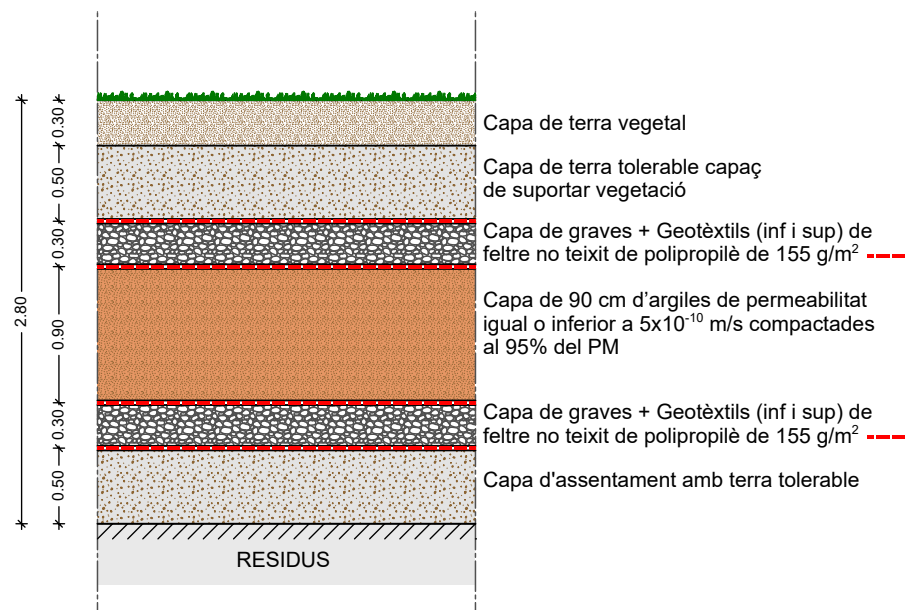 2.80
0.30
0.50
0.30
0.90
0.30
0.50
Capa de terra vegetal
Capa de terra tolerable capaç
de suportar vegetació
Capa de graves + Geotèxtils (inf i sup) de
feltre no teixit de polipropilè de 155 g/m²
Capa de 90 cm d’argiles de permeabilitat
igual o inferior a 5x10⁻¹⁰ m/s compactades
al 95% del PM
Capa de graves + Geotèxtils (inf i sup) de
feltre no teixit de polipropilè de 155 g/m²
Capa d'assentament amb terra tolerable
RESIDUS